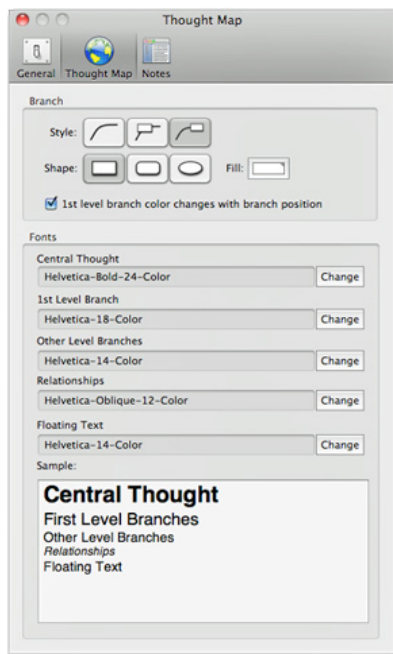 Thought Map
General Thought Map Notes
Branch
Style:
Shape: Fill:
1st level branch color changes with branch position
Fonts
Central Thought
Helvetica-Bold-24-Color Change
1st Level Branch
Helvetica-18-Color Change
Other Level Branches
Helvetica-14-Color Change
Relationships
Helvetica-Oblique-12-Color Change
Floating Text
Helvetica-14-Color Change
Sample:
Central Thought
First Level Branches
Other Level Branches
Relationships
Floating Text